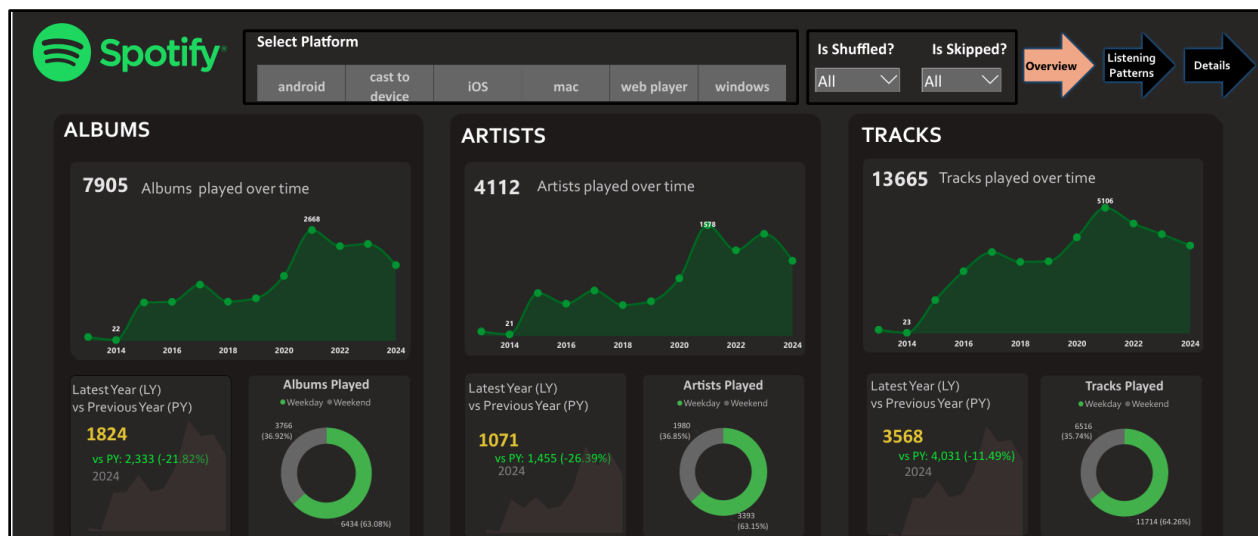 Spotify
Select Platform
android
cast to
device
iOS
mac
web player
windows
Is Shuffled?
All
Is Skipped?
All
Overview
Listening
Patterns
Details
ALBUMS
7905 Albums played over time
2668
22
2014 2016 2018 2020 2022 2024
Latest Year (LY)
vs Previous Year (PY)
1824
vs PY: 2,333 (-21.82%)
2024
Albums Played
Weekday Weekend
3766
(36.92%)
6434 (63.08%)
ARTISTS
4112 Artists played over time
1578
21
2014 2016 2018 2020 2022 2024
Latest Year (LY)
vs Previous Year (PY)
1071
vs PY: 1,455 (-26.39%)
2024
Artists Played
Weekday Weekend
1980
(36.85%)
3393
(63.15%)
TRACKS
13665 Tracks played over time
5106
23
2014 2016 2018 2020 2022 2024
Latest Year (LY)
vs Previous Year (PY)
3568
vs PY: 4,031 (-11.49%)
2024
Tracks Played
Weekday Weekend
6516
(35.74%)
11714 (64.26%)